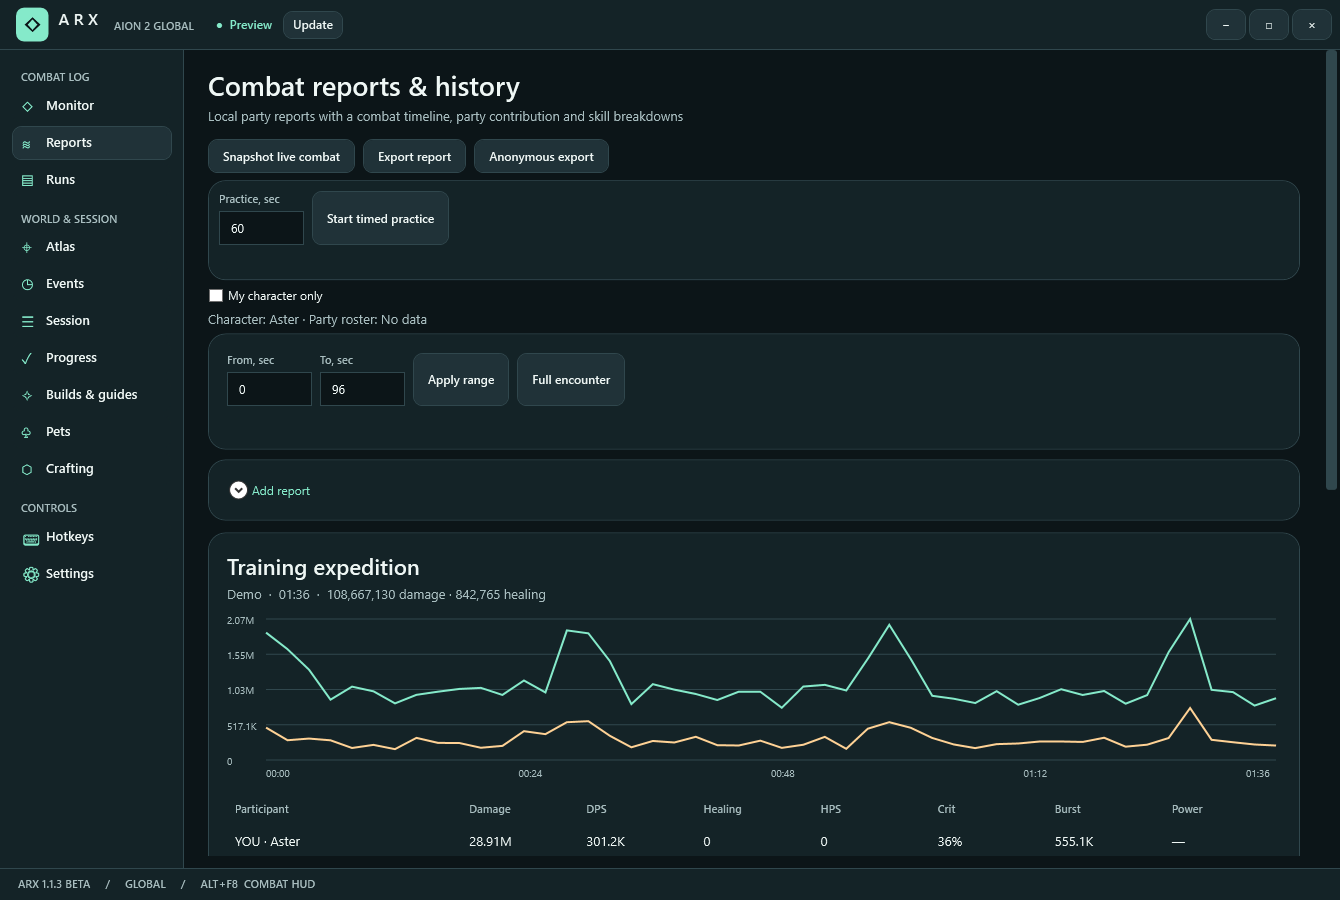 ARX AION 2 GLOBAL • Preview Update
COMBAT LOG
Monitor
Reports
Runs
WORLD & SESSION
Atlas
Events
Session
Progress
Builds & guides
Pets
Crafting
CONTROLS
Hotkeys
Settings
Combat reports & history
Local party reports with a combat timeline, party contribution and skill breakdowns
Snapshot live combat Export report Anonymous export
Practice, sec
60 Start timed practice
My character only
Character: Aster · Party roster: No data
From, sec To, sec
0 96 Apply range Full encounter
Add report
Training expedition
Demo · 01:36 · 108,667,130 damage · 842,765 healing
2.07M
1.55M
1.03M
517.1K
0
00:00 00:24 00:48 01:12 01:36
Participant Damage DPS Healing HPS Crit Burst Power
YOU · Aster 28.91M 301.2K 0 0 36% 555.1K —
ARX 1.1.3 BETA / GLOBAL / ALT+F8 COMBAT HUD